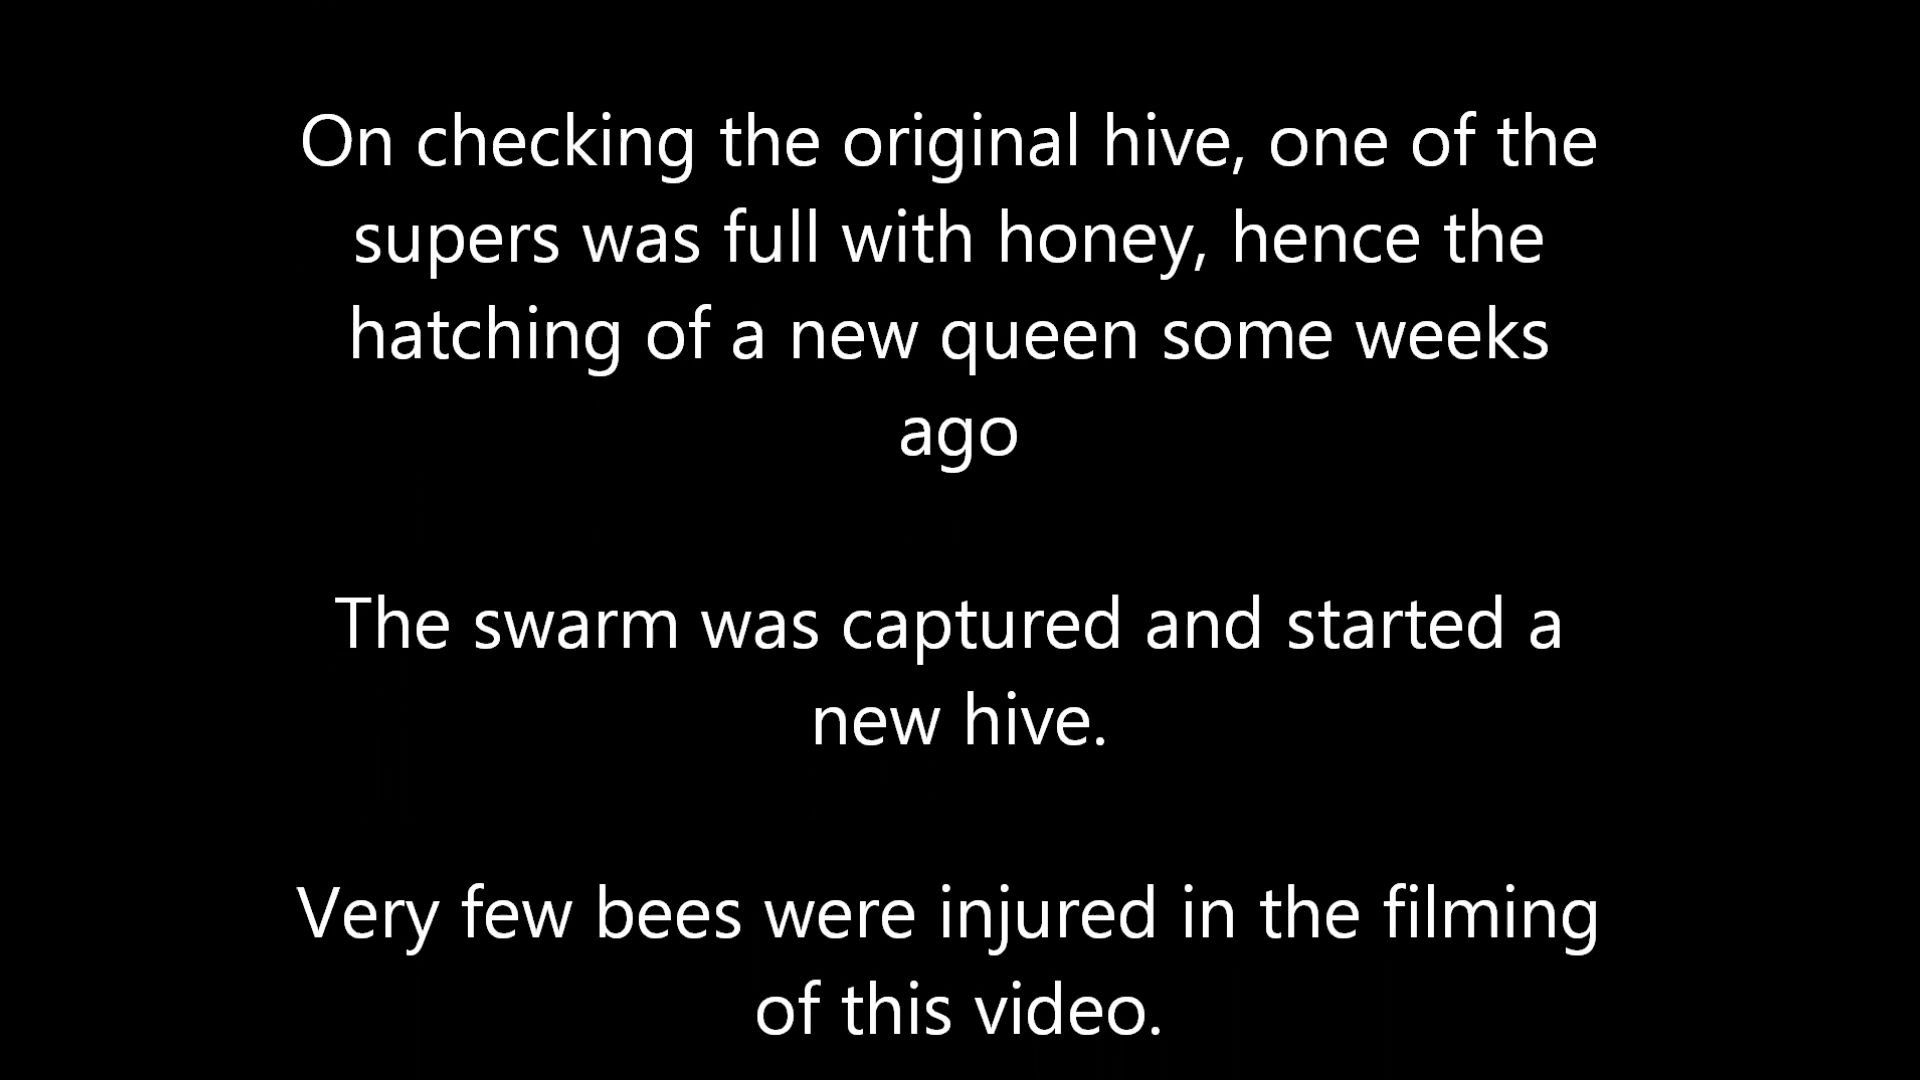 On checking the original hive, one of the
supers was full with honey, hence the
hatching of a new queen some weeks
ago
The swarm was captured and started a
new hive.
Very few bees were injured in the filming
of this video.